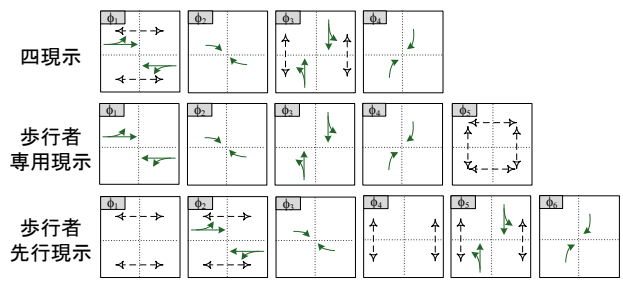 四現示
ϕ1 ϕ2 ϕ3 ϕ4
歩行者
専用現示
ϕ1 ϕ2 ϕ3 ϕ4 ϕ5
歩行者
先行現示
ϕ1 ϕ2 ϕ3 ϕ4 ϕ5 ϕ6